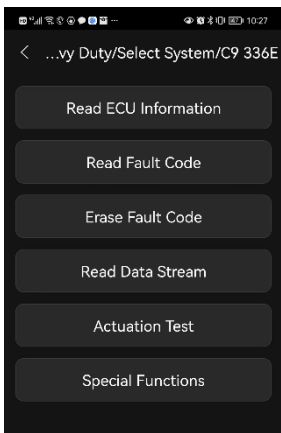 10:27
...vy Duty/Select System/C9 336E
Read ECU Information
Read Fault Code
Erase Fault Code
Read Data Stream
Actuation Test
Special Functions